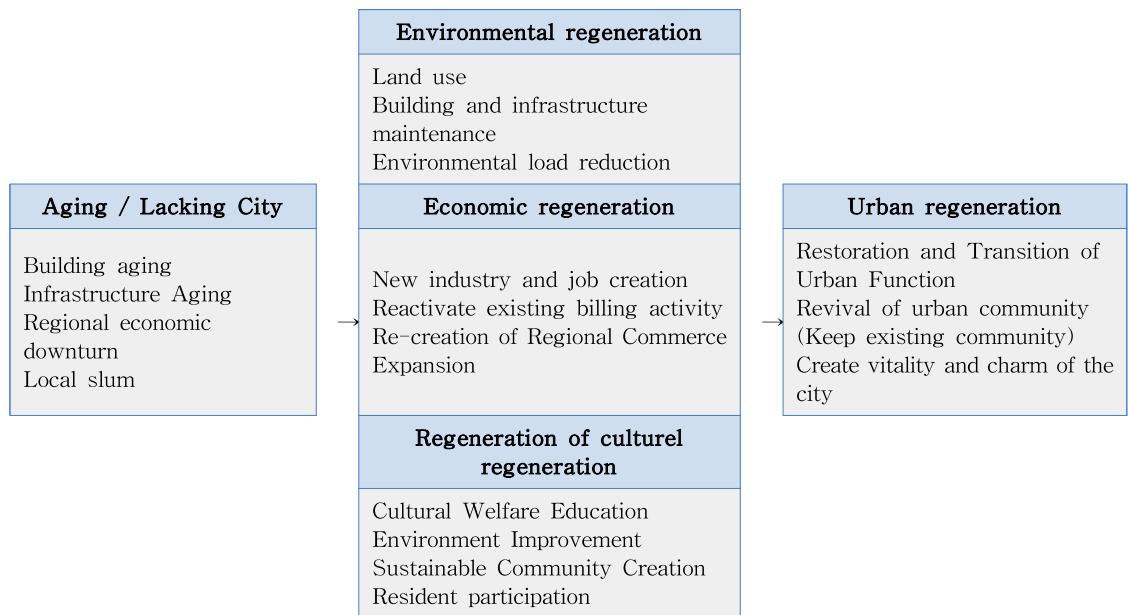 Aging / Lacking City
Building aging
Infrastructure Aging
Regional economic
downturn
Local slum
→
Environmental regeneration
Land use
Building and infrastructure
maintenance
Environmental load reduction
Economic regeneration
New industry and job creation
Reactivate existing billing activity
Re-creation of Regional Commerce
Expansion
Regeneration of culturel
regeneration
Cultural Welfare Education
Environment Improvement
Sustainable Community Creation
Resident participation
→
Urban regeneration
Restoration and Transition of
Urban Function
Revival of urban community
(Keep existing community)
Create vitality and charm of the
city